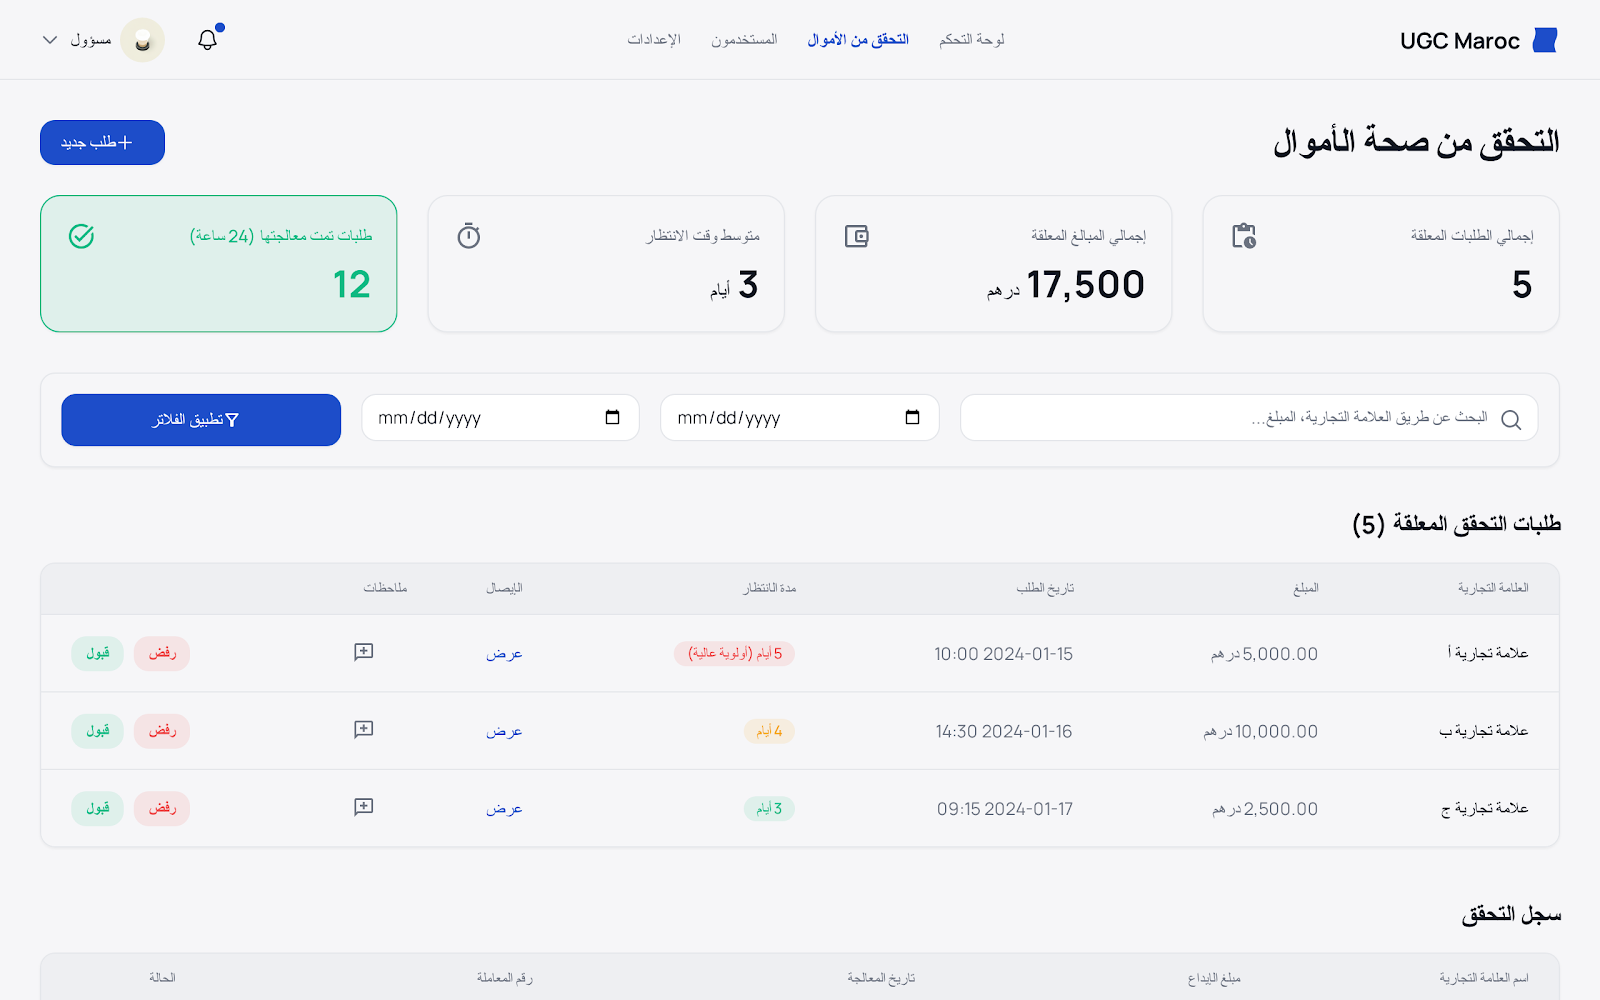 UGC Maroc
لوحة التحكم
التحقق من الأموال
المستخدمون
الإعدادات
مسؤول
التحقق من صحة الأموال
طلب جديد
إجمالي الطلبات المعلقة
5
إجمالي المبالغ المعلقة
17,500 درهم
متوسط وقت الانتظار
3 أيام
طلبات تمت معالجتها (24 ساعة)
12
البحث عن طريق العلامة التجارية، المبلغ...
mm/dd/yyyy
mm/dd/yyyy
تطبيق الفلاتر
طلبات التحقق المعلقة (5)
العلامة التجارية المبلغ تاريخ الطلب مدة الانتظار الإيصال ملاحظات
علامة تجارية أ 5,000.00 درهم 2024-01-15 10:00 5 أيام (أولوية عالية) عرض رفض قبول
علامة تجارية ب 10,000.00 درهم 2024-01-16 14:30 4 أيام عرض رفض قبول
علامة تجارية ج 2,500.00 درهم 2024-01-17 09:15 3 أيام عرض رفض قبول
سجل التحقق
اسم العلامة التجارية مبلغ الإيداع تاريخ المعالجة رقم المعاملة الحالة